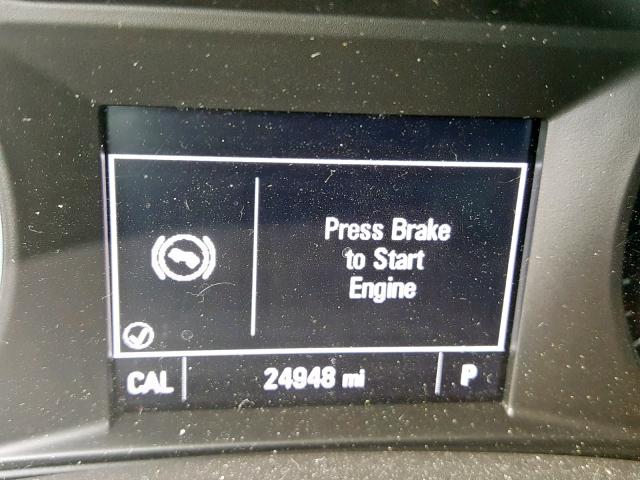 Press Brake
to Start
Engine
CAL 24948 mi P